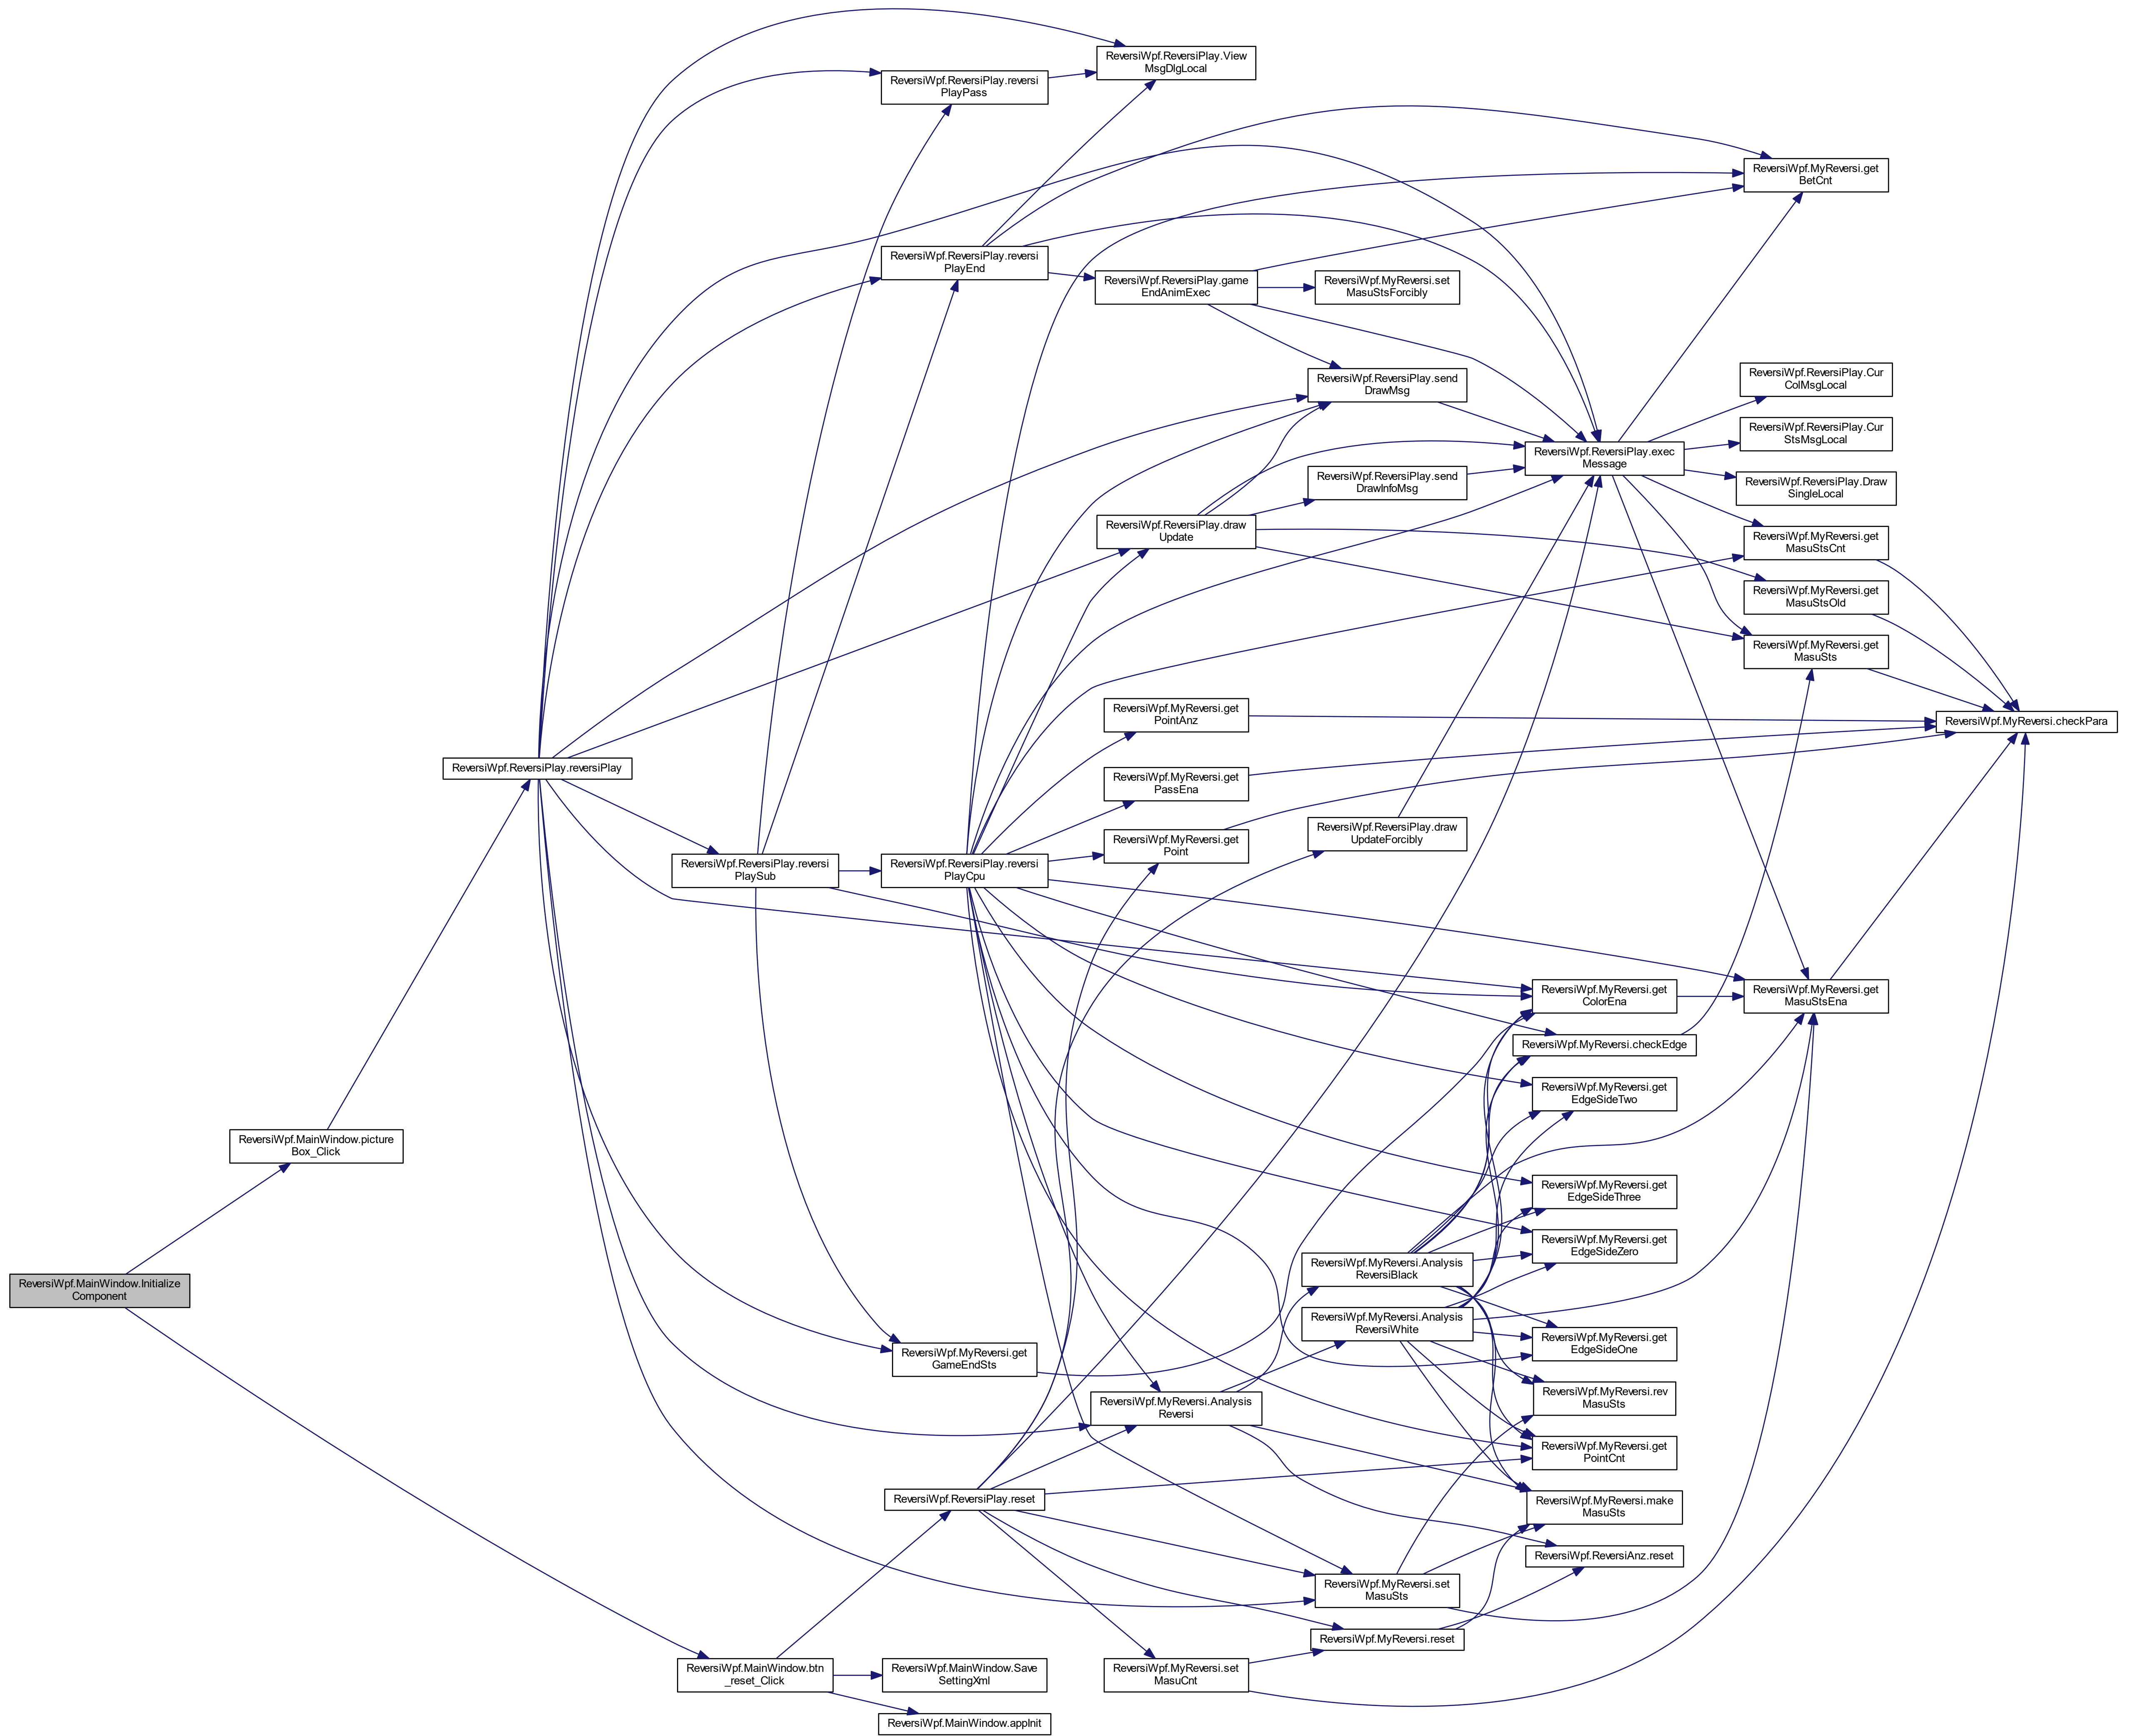 ReversiWpf.MainWindow.Initialize
Component
ReversiWpf.MainWindow.picture
Box_Click
ReversiWpf.MainWindow.btn
_reset_Click
ReversiWpf.ReversiPlay.reversiPlay
ReversiWpf.ReversiPlay.reversi
PlaySub
ReversiWpf.ReversiPlay.reversi
PlayPass
ReversiWpf.ReversiPlay.reversi
PlayEnd
ReversiWpf.ReversiPlay.reversi
PlayCpu
ReversiWpf.MyReversi.get
GameEndSts
ReversiWpf.ReversiPlay.reset
ReversiWpf.MainWindow.Save
SettingXml
ReversiWpf.MainWindow.appInit
ReversiWpf.ReversiPlay.View
MsgDlgLocal
ReversiWpf.ReversiPlay.game
EndAnimExec
ReversiWpf.ReversiPlay.draw
Update
ReversiWpf.MyReversi.get
PointAnz
ReversiWpf.MyReversi.get
PassEna
ReversiWpf.MyReversi.get
Point
ReversiWpf.MyReversi.Analysis
Reversi
ReversiWpf.MyReversi.set
MasuCnt
ReversiWpf.MyReversi.set
MasuStsForcibly
ReversiWpf.ReversiPlay.send
DrawMsg
ReversiWpf.ReversiPlay.send
DrawInfoMsg
ReversiWpf.ReversiPlay.draw
UpdateForcibly
ReversiWpf.MyReversi.Analysis
ReversiBlack
ReversiWpf.MyReversi.Analysis
ReversiWhite
ReversiWpf.MyReversi.set
MasuSts
ReversiWpf.MyReversi.reset
ReversiWpf.ReversiPlay.exec
Message
ReversiWpf.MyReversi.get
ColorEna
ReversiWpf.MyReversi.checkEdge
ReversiWpf.MyReversi.get
EdgeSideTwo
ReversiWpf.MyReversi.get
EdgeSideThree
ReversiWpf.MyReversi.get
EdgeSideZero
ReversiWpf.MyReversi.get
EdgeSideOne
ReversiWpf.MyReversi.rev
MasuSts
ReversiWpf.MyReversi.get
PointCnt
ReversiWpf.MyReversi.make
MasuSts
ReversiWpf.ReversiAnz.reset
ReversiWpf.MyReversi.get
BetCnt
ReversiWpf.ReversiPlay.Cur
ColMsgLocal
ReversiWpf.ReversiPlay.Cur
StsMsgLocal
ReversiWpf.ReversiPlay.Draw
SingleLocal
ReversiWpf.MyReversi.get
MasuStsCnt
ReversiWpf.MyReversi.get
MasuStsOld
ReversiWpf.MyReversi.get
MasuSts
ReversiWpf.MyReversi.get
MasuStsEna
ReversiWpf.MyReversi.checkPara